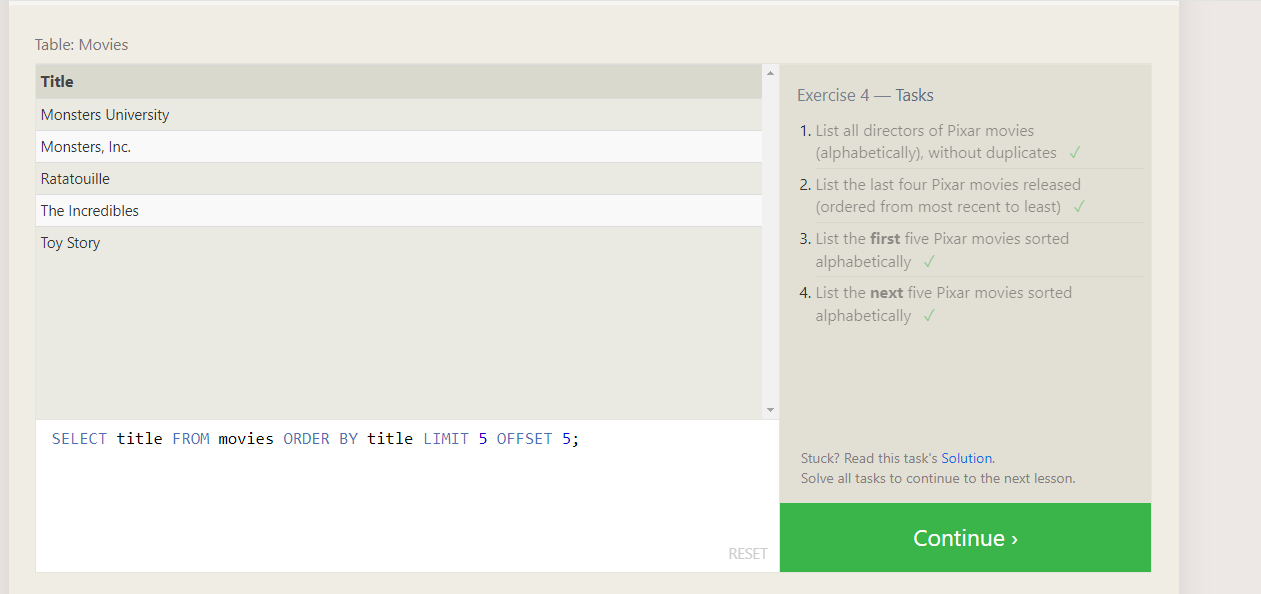 Table: Movies
Title
Monsters University
Monsters, Inc.
Ratatouille
The Incredibles
Toy Story
SELECT title FROM movies ORDER BY title LIMIT 5 OFFSET 5;
RESET
Exercise 4 — Tasks
1. List all directors of Pixar movies
(alphabetically), without duplicates ✓
2. List the last four Pixar movies released
(ordered from most recent to least) ✓
3. List the first five Pixar movies sorted
alphabetically ✓
4. List the next five Pixar movies sorted
alphabetically ✓
Stuck? Read this task's Solution.
Solve all tasks to continue to the next lesson.
Continue ›